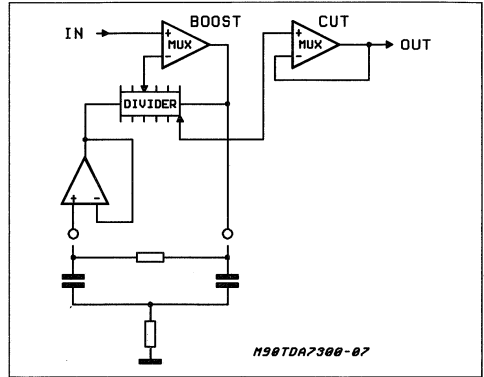 BOOST
CUT
IN
+
MUX
-
+
MUX
-
OUT
DIVIDER
+ -
M90TDA7300-07